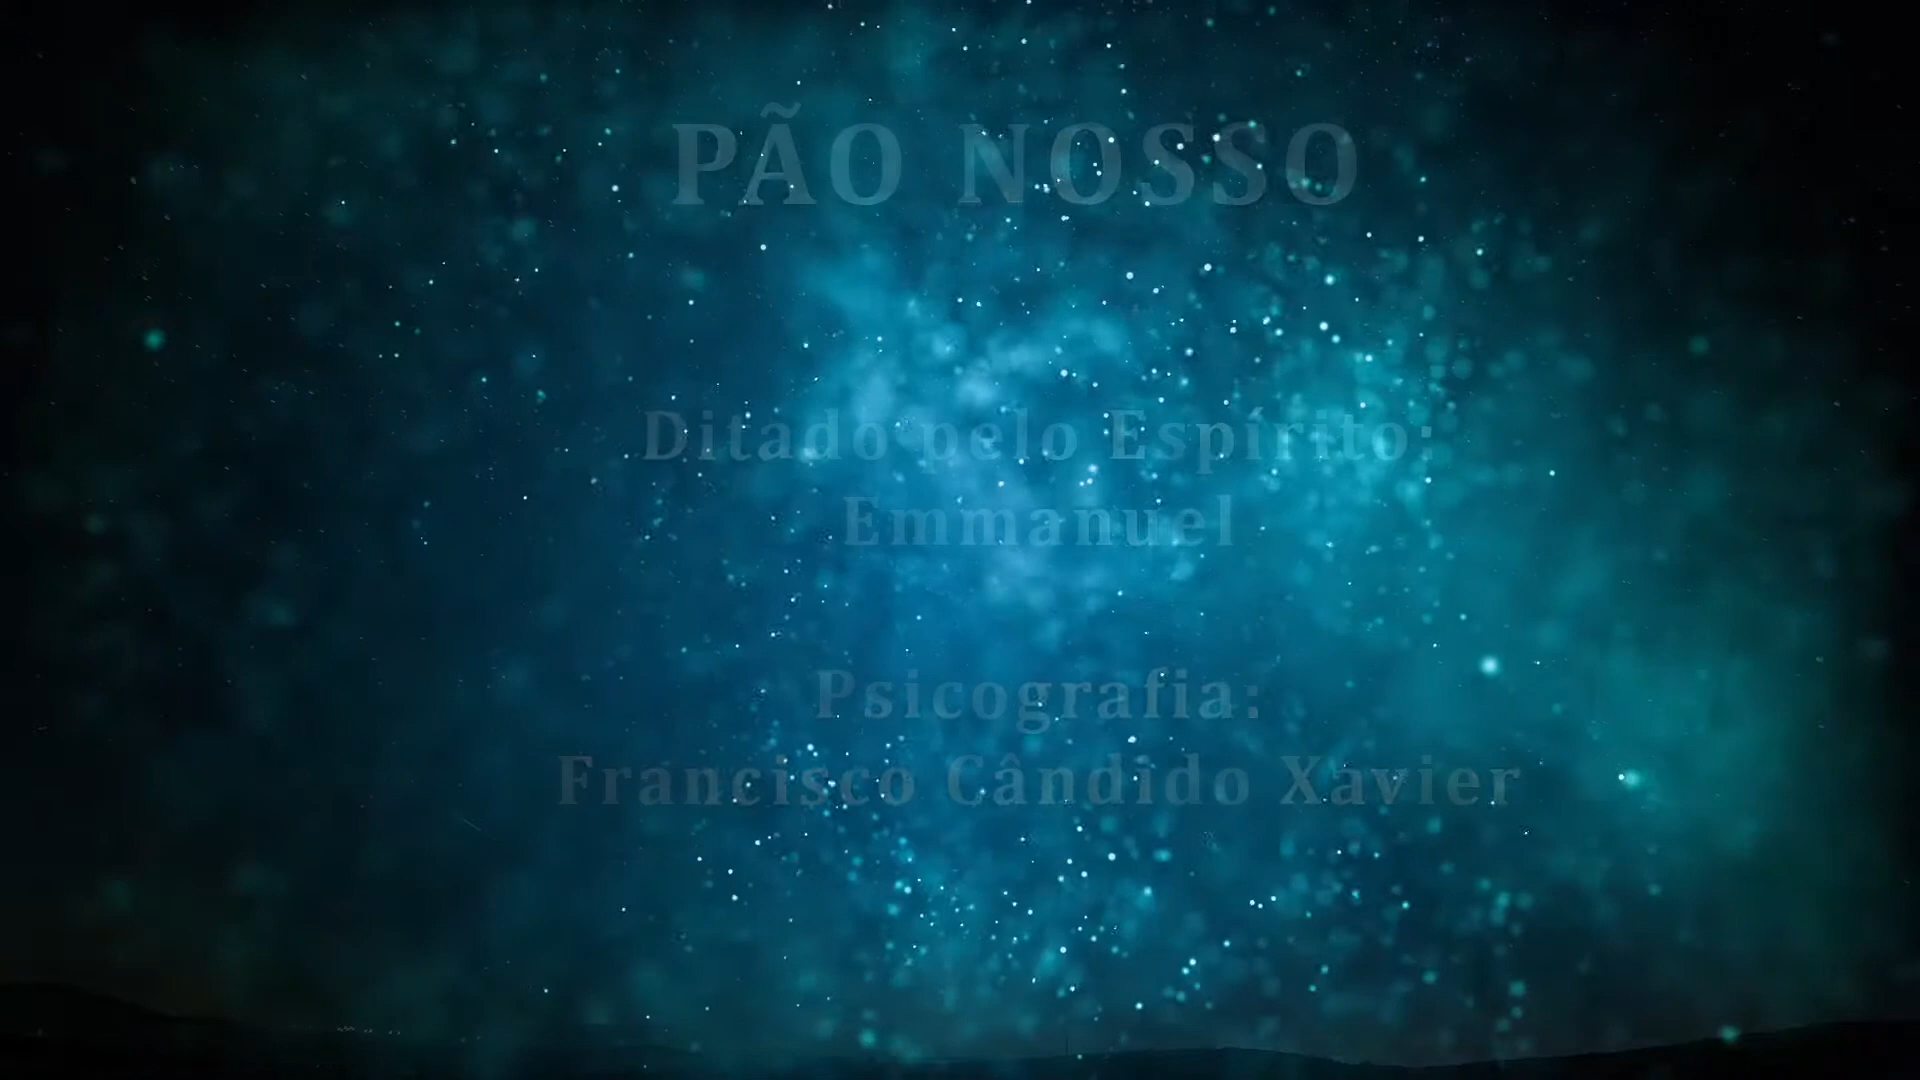 PÃO NOSSO
Ditado pelo Espírito:
Emmanuel
Psicografia:
Francisco Cândido Xavier